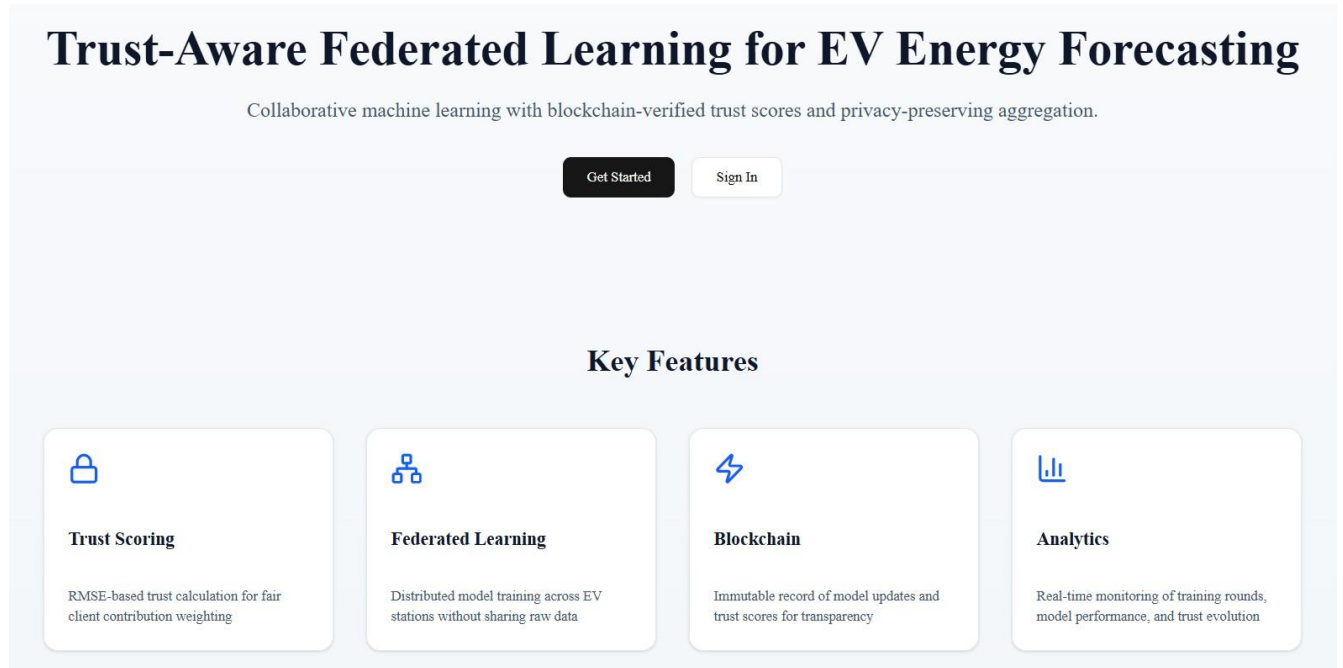 Trust-Aware Federated Learning for EV Energy Forecasting
Collaborative machine learning with blockchain-verified trust scores and privacy-preserving aggregation.
Get Started
Sign In
Key Features
Trust Scoring
RMSE-based trust calculation for fair
client contribution weighting
Federated Learning
Distributed model training across EV
stations without sharing raw data
Blockchain
Immutable record of model updates and
trust scores for transparency
Analytics
Real-time monitoring of training rounds,
model performance, and trust evolution